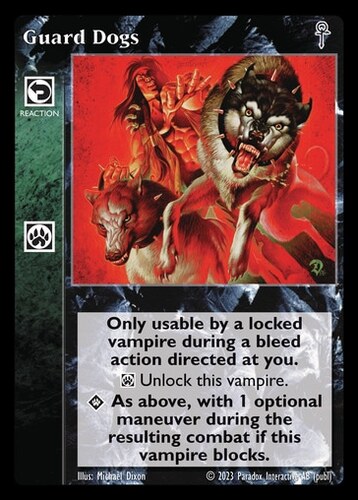 Guard Dogs
REACTION
Only usable by a locked
vampire during a bleed
action directed at you.
Unlock this vampire.
As above, with 1 optional
maneuver during the
resulting combat if this
vampire blocks.
Illus: Michael Dixon © 2023 Paradox Interactive AB (publ)